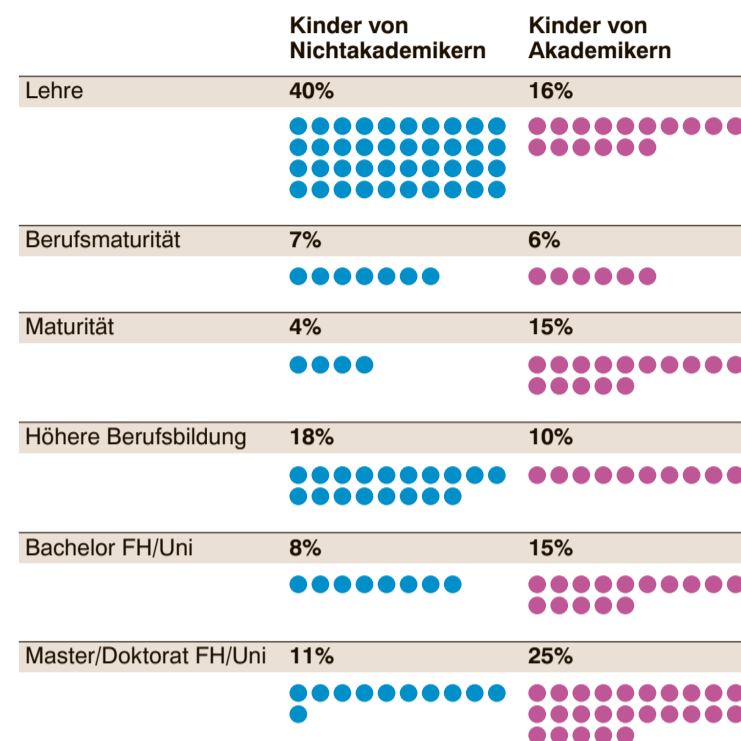 Kinder von Nichtakademikern
Kinder von Akademikern
Lehre 40% 16%
Berufsmaturität 7% 6%
Maturität 4% 15%
Höhere Berufsbildung 18% 10%
Bachelor FH/Uni 8% 15%
Master/Doktorat FH/Uni 11% 25%